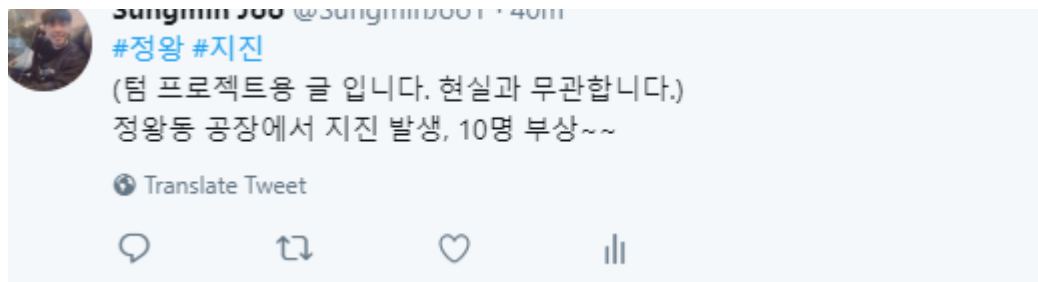 #정왕 #지진
(텀 프로젝트용 글 입니다. 현실과 무관합니다.)
정왕동 공장에서 지진 발생, 10명 부상~~
Translate Tweet